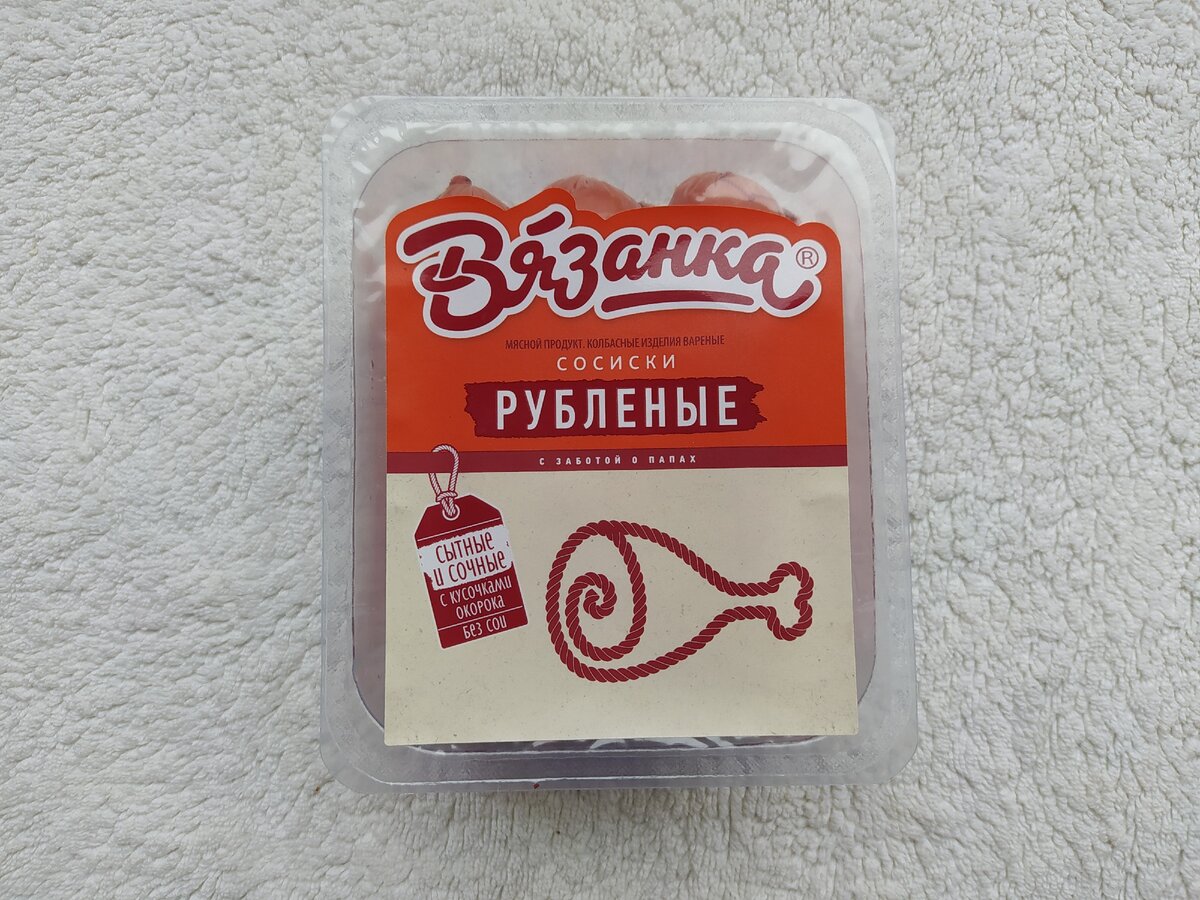 Вязанка®
МЯСНОЙ ПРОДУКТ. КОЛБАСНЫЕ ИЗДЕЛИЯ ВАРЕНЫЕ
СОСИСКИ
РУБЛЕНЫЕ
С ЗАБОТОЙ О ПАПАХ
СЫТНЫЕ
И СОЧНЫЕ
С КУСОЧКАМИ
ОКОРОКА
БЕЗ СОИ